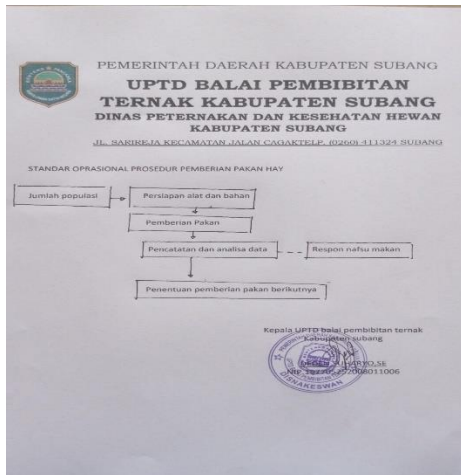 PEMERINTAH DAERAH KABUPATEN SUBANG
UPTD BALAI PEMBIBITAN
TERNAK KABUPATEN SUBANG
DINAS PETERNAKAN DAN KESEHATAN HEWAN
KABUPATEN SUBANG
JL. SARIREJA KECAMATAN JALAN CAGAKTELP. (0260) 411324 SUBANG
STANDAR OPRASIONAL PROSEDUR PEMBERIAN PAKAN HAY
Jumlah populasi
Persiapan alat dan bahan
Pemberian Pakan
Pencatatan dan analisa data
Respon nafsu makan
Penentuan pemberian pakan berikutnya
Kepala UPTD balai pembibitan ternak
Kabupaten subang
DISNAKESWAN